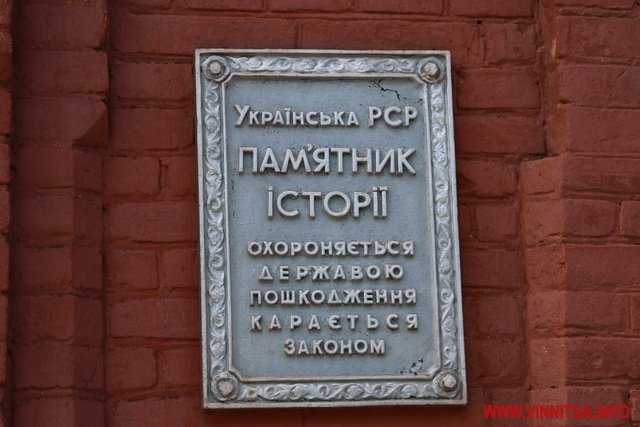 Українська РСР
ПАМ'ЯТНИК
ІСТОРІЇ
ОХОРОНЯЄТЬСЯ
ДЕРЖАВОЮ
ПОШКОДЖЕННЯ
КАРАЄТЬСЯ
ЗАКОНОМ
WWW.VINNITSA.INFO